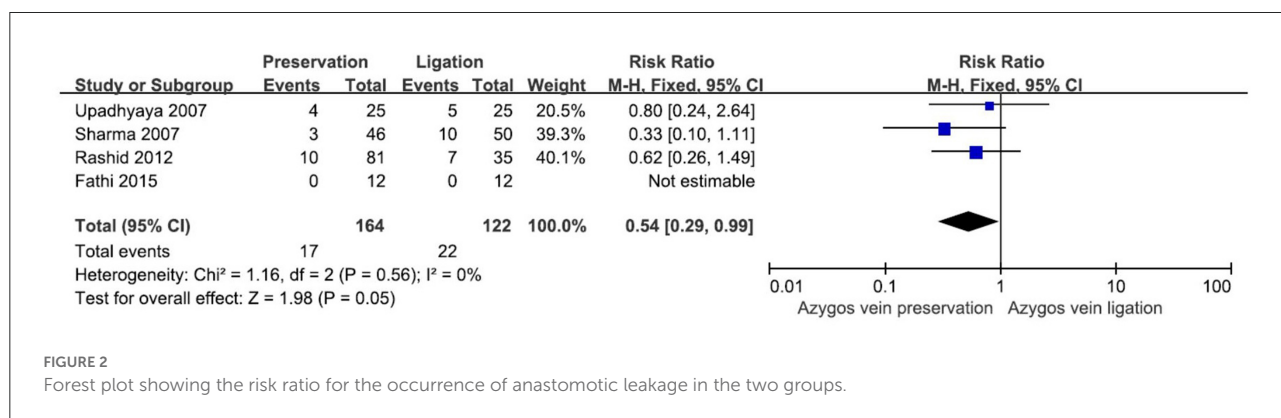 Preservation Ligation Risk Ratio Risk Ratio
Study or Subgroup Events Total Events Total Weight M-H, Fixed, 95% CI M-H, Fixed, 95% CI
Upadhyaya 2007 4 25 5 25 20.5% 0.80 [0.24, 2.64]
Sharma 2007 3 46 10 50 39.3% 0.33 [0.10, 1.11]
Rashid 2012 10 81 7 35 40.1% 0.62 [0.26, 1.49]
Fathi 2015 0 12 0 12 Not estimable
Total (95% CI) 164 122 100.0% 0.54 [0.29, 0.99]
Total events 17 22
Heterogeneity: Chi² = 1.16, df = 2 (P = 0.56); I² = 0%
Test for overall effect: Z = 1.98 (P = 0.05)
0.01 0.1 1 10 100
Azygos vein preservation Azygos vein ligation
FIGURE 2
Forest plot showing the risk ratio for the occurrence of anastomotic leakage in the two groups.